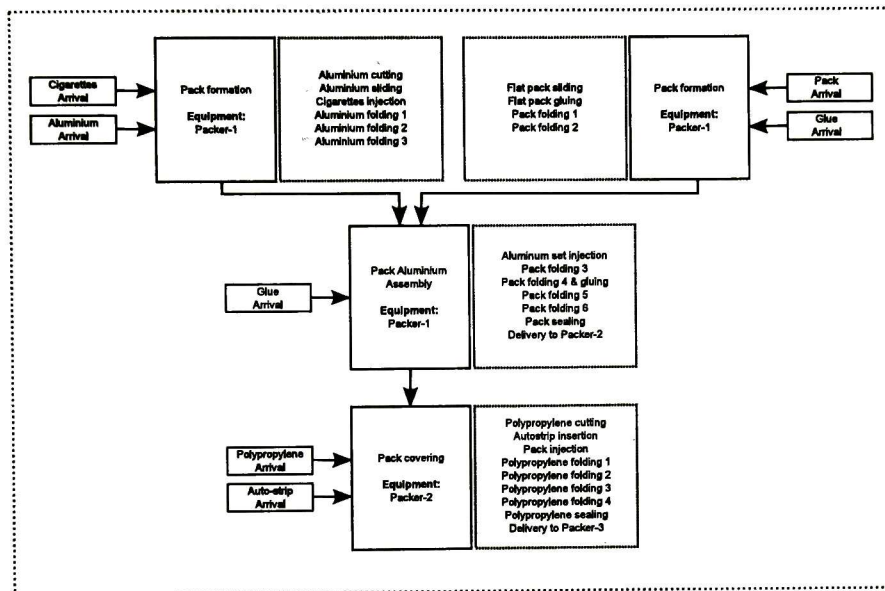 Cigarettes
Arrival
Aluminium
Arrival
Pack formation
Equipment:
Packer-1
Aluminium cutting
Aluminium sliding
Cigarettes injection
Aluminium folding 1
Aluminium folding 2
Aluminium folding 3
Flat pack sliding
Flat pack gluing
Pack folding 1
Pack folding 2
Pack formation
Equipment:
Packer-1
Pack
Arrival
Glue
Arrival
Glue
Arrival
Pack Aluminium
Assembly
Equipment:
Packer-1
Aluminum set injection
Pack folding 3
Pack folding 4 & gluing
Pack folding 5
Pack folding 6
Pack sealing
Delivery to Packer-2
Polypropylene
Arrival
Auto-strip
Arrival
Pack covering
Equipment:
Packer-2
Polypropylene cutting
Autostrip insertion
Pack injection
Polypropylene folding 1
Polypropylene folding 2
Polypropylene folding 3
Polypropylene folding 4
Polypropylene sealing
Delivery to Packer-3